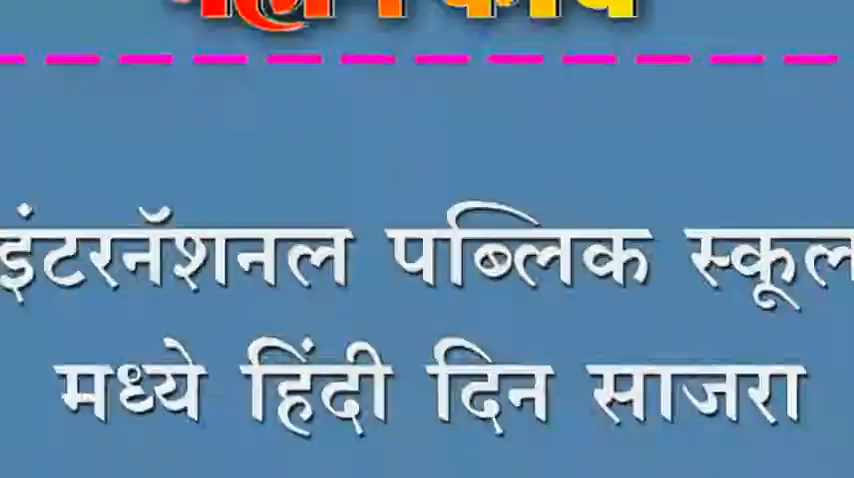 इंटरनॅशनल पब्लिक स्कूल
मध्ये हिंदी दिन साजरा